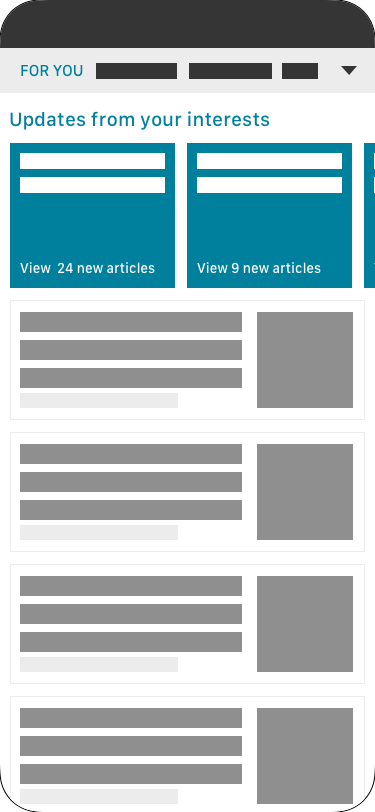 FOR YOU
Updates from your interests
View 24 new articles
View 9 new articles